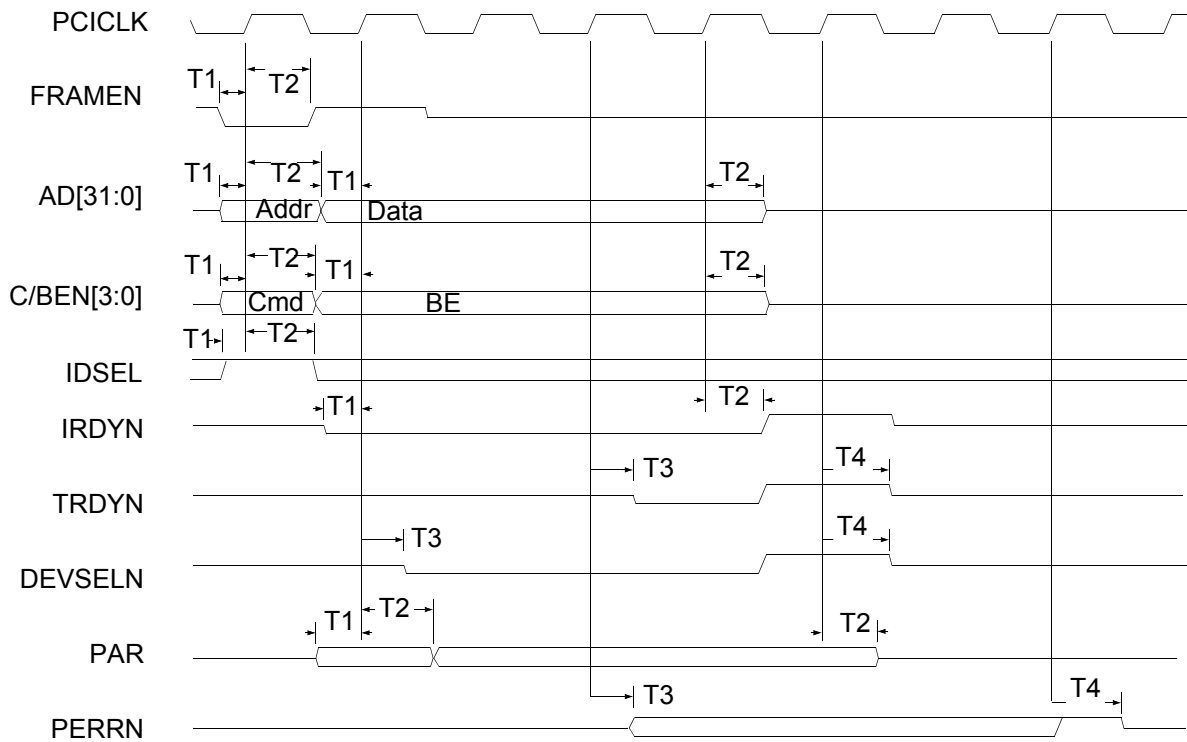 PCICLK
T1 T2
FRAMEN
T1 T2 T1 T2
AD[31:0] Addr Data
T1 T2 T1 T2
C/BEN[3:0] Cmd BE
T1 T2
IDSEL
T1 T2
IRDYN
T3 T4
TRDYN
T3 T4
DEVSELN
T1 T2 T2
PAR
T3 T4
PERRN